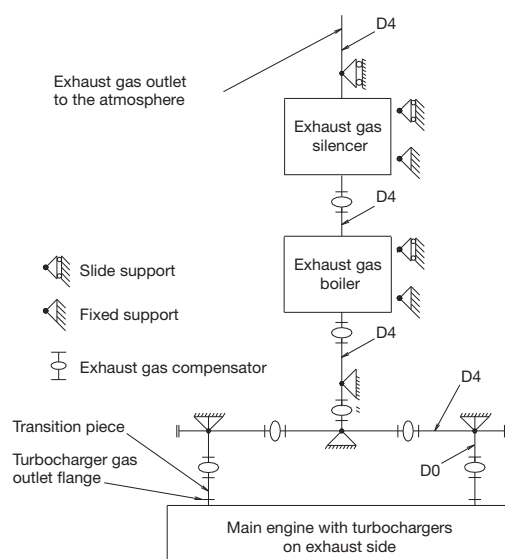 D4
Exhaust gas outlet
to the atmosphere
Exhaust gas
silencer
D4
Exhaust gas
boiler
Slide support
Fixed support
Exhaust gas compensator
D4
D4
Transition piece
Turbocharger gas
outlet flange
D0
Main engine with turbochargers
on exhaust side